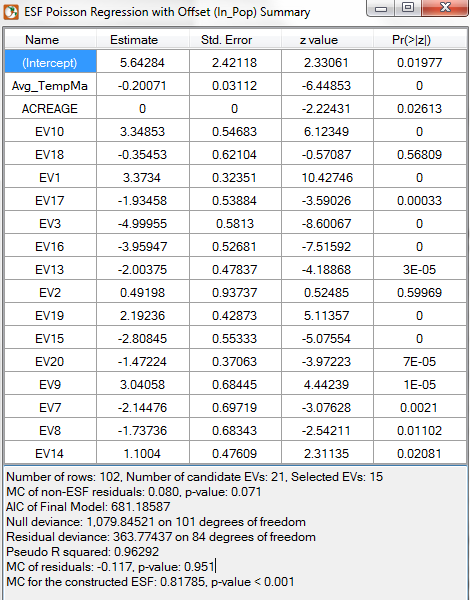 ESF Poisson Regression with Offset (ln_Pop) Summary
Name Estimate Std. Error z value Pr(>|z|)
(Intercept) 5.64284 2.42118 2.33061 0.01977
Avg_TempMa -0.20071 0.03112 -6.44853 0
ACREAGE 0 0 -2.22431 0.02613
EV10 3.34853 0.54683 6.12349 0
EV18 -0.35453 0.62104 -0.57087 0.56809
EV1 3.3734 0.32351 10.42746 0
EV17 -1.93458 0.53884 -3.59026 0.00033
EV3 -4.99955 0.5813 -8.60067 0
EV16 -3.95947 0.52681 -7.51592 0
EV13 -2.00375 0.47837 -4.18868 3E-05
EV2 0.49198 0.93737 0.52485 0.59969
EV19 2.19236 0.42873 5.11357 0
EV15 -2.80845 0.55333 -5.07554 0
EV20 -1.47224 0.37063 -3.97223 7E-05
EV9 3.04058 0.68445 4.44239 1E-05
EV7 -2.14476 0.69719 -3.07628 0.0021
EV8 -1.73736 0.68343 -2.54211 0.01102
EV14 1.1004 0.47609 2.31135 0.02081
Number of rows: 102, Number of candidate EVs: 21, Selected EVs: 15
MC of non-ESF residuals: 0.080, p-value: 0.071
AIC of Final Model: 681.18587
Null deviance: 1,079.84521 on 101 degrees of freedom
Residual deviance: 363.77437 on 84 degrees of freedom
Pseudo R squared: 0.96292
MC of residuals: -0.117, p-value: 0.951
MC for the constructed ESF: 0.81785, p-value < 0.001